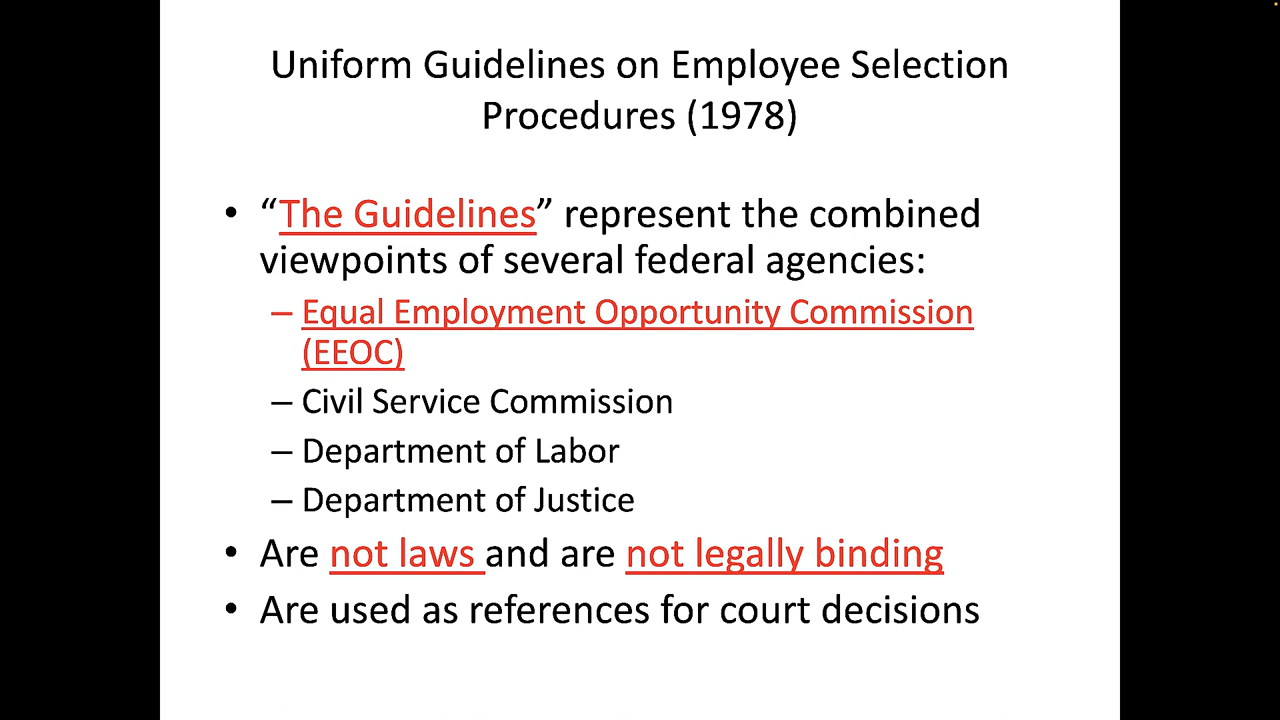 Uniform Guidelines on Employee Selection
Procedures (1978)
• “The Guidelines” represent the combined
viewpoints of several federal agencies:
– Equal Employment Opportunity Commission
(EEOC)
– Civil Service Commission
– Department of Labor
– Department of Justice
• Are not laws and are not legally binding
• Are used as references for court decisions